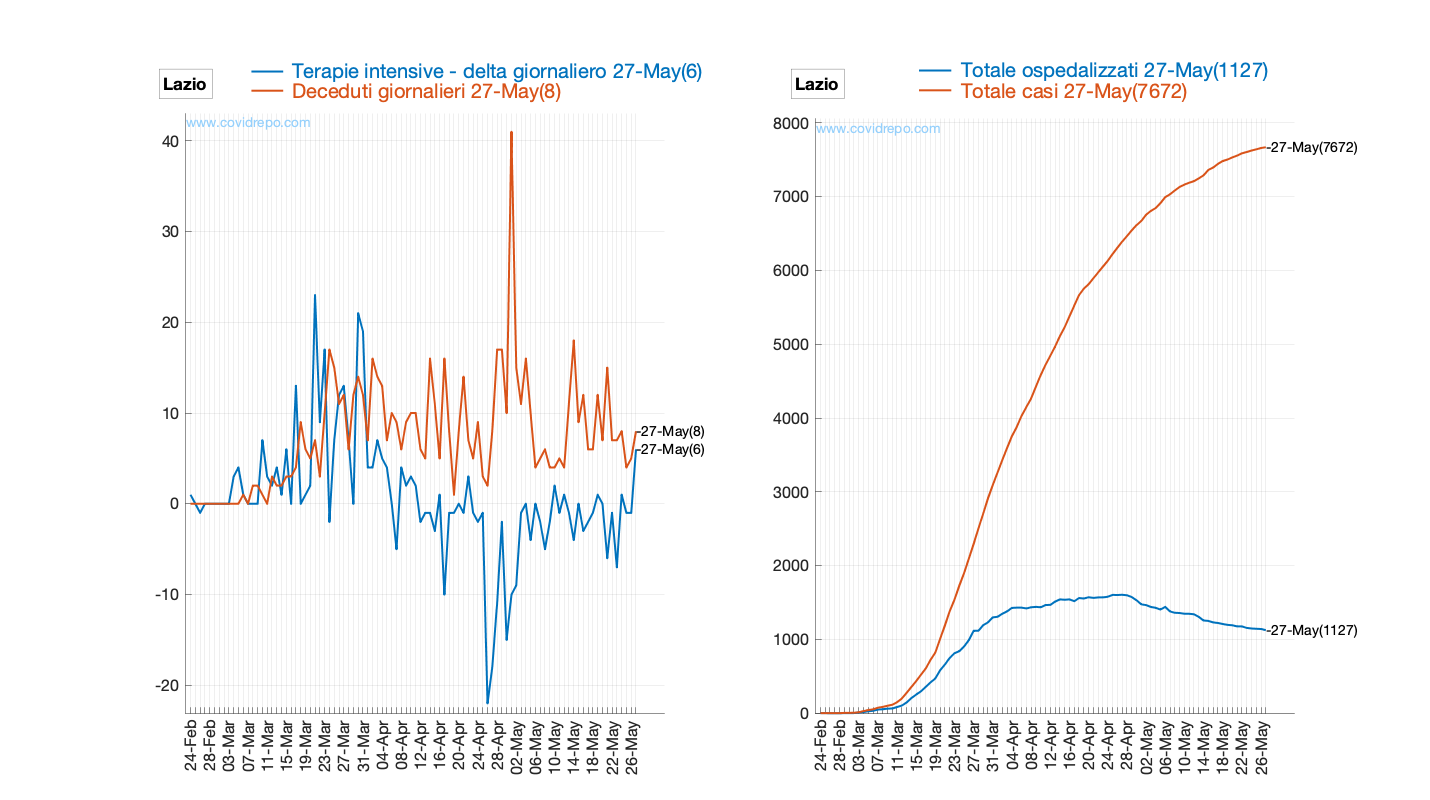 Lazio
Terapie intensive - delta giornaliero 27-May(6)
Deceduti giornalieri 27-May(8)
www.covidrepo.com
40
30
20
10
0
-10
-20
-27-May(8)
-27-May(6)
24-Feb
28-Feb
03-Mar
07-Mar
11-Mar
15-Mar
19-Mar
23-Mar
27-Mar
31-Mar
04-Apr
08-Apr
12-Apr
16-Apr
20-Apr
24-Apr
28-Apr
02-May
06-May
10-May
14-May
18-May
22-May
26-May
Lazio
Totale ospedalizzati 27-May(1127)
Totale casi 27-May(7672)
www.covidrepo.com
8000
7000
6000
5000
4000
3000
2000
1000
0
-27-May(7672)
-27-May(1127)
24-Feb
28-Feb
03-Mar
07-Mar
11-Mar
15-Mar
19-Mar
23-Mar
27-Mar
31-Mar
04-Apr
08-Apr
12-Apr
16-Apr
20-Apr
24-Apr
28-Apr
02-May
06-May
10-May
14-May
18-May
22-May
26-May